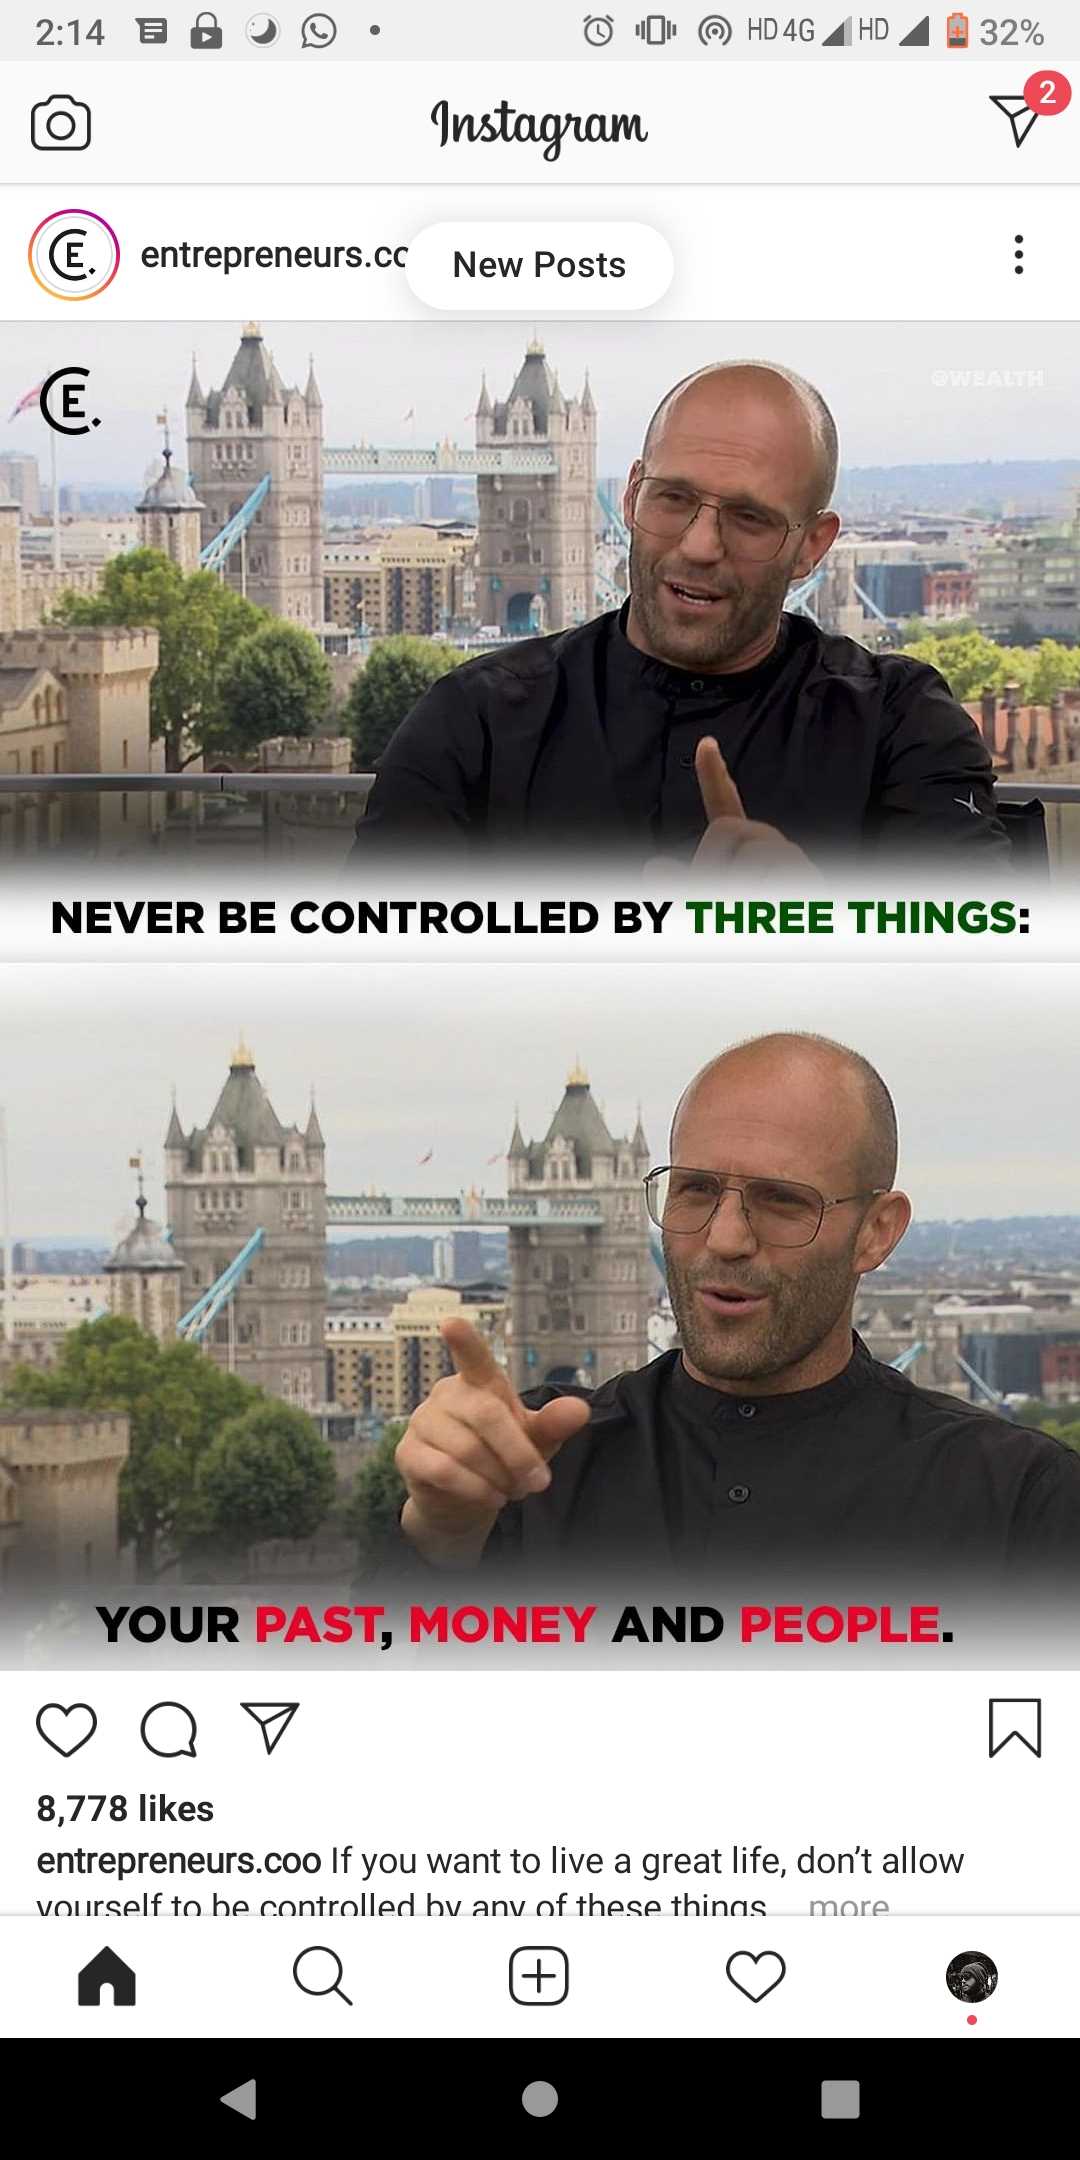 2:14 HD 4G HD 32%
Instagram
2
E.
entrepreneurs.co
New Posts
E.
@WEALTH
NEVER BE CONTROLLED BY THREE THINGS:
YOUR PAST, MONEY AND PEOPLE.
8,778 likes
entrepreneurs.coo If you want to live a great life, don't allow
yourself to be controlled by any of these things... more